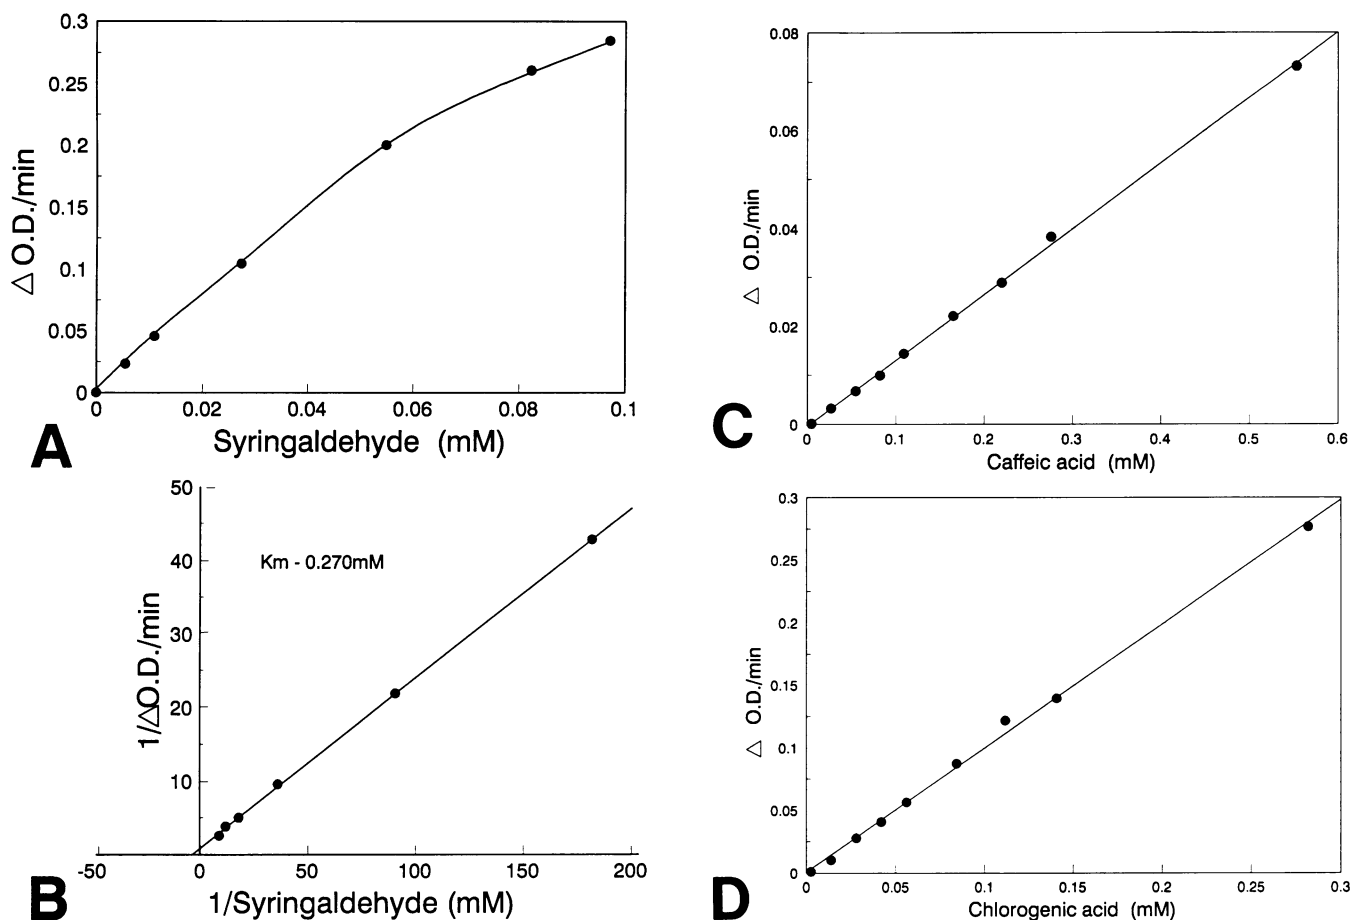 0.3
0.25
0.2
0.15
0.1
0.05
0
△ O.D./min
0 0.02 0.04 0.06 0.08 0.1
Syringaldehyde (mM)
A
50
40
30
20
10
1/△O.D./min
Km - 0.270mM
-50 0 50 100 150 200
1/Syringaldehyde (mM)
B
0.08
0.06
0.04
0.02
0
△ O.D./min
0 0.1 0.2 0.3 0.4 0.5 0.6
Caffeic acid (mM)
C
0.3
0.25
0.2
0.15
0.1
0.05
0
△ O.D./min
0 0.05 0.1 0.15 0.2 0.25 0.3
Chlorogenic acid (mM)
D